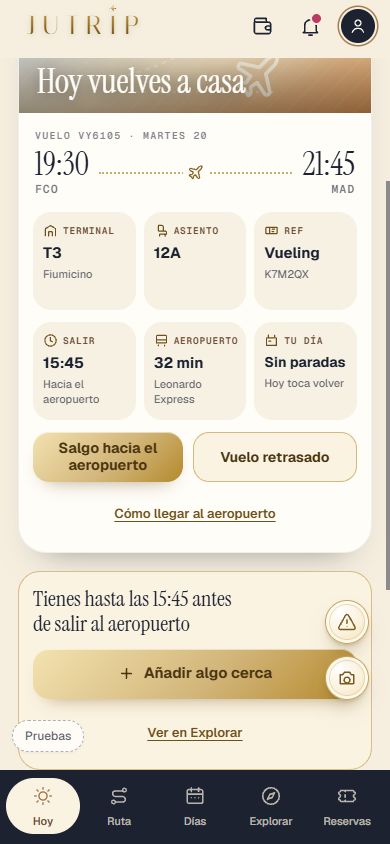 JUTRIP
Hoy vuelves a casa
VUELO VY6105 · MARTES 20
19:30
21:45
FCO
MAD
TERMINAL
T3
Fiumicino
ASIENTO
12A
REF
Vueling
K7M2QX
SALIR
15:45
Hacia el
aeropuerto
AEROPUERTO
32 min
Leonardo
Express
TU DÍA
Sin paradas
Hoy toca volver
Salgo hacia el
aeropuerto
Vuelo retrasado
Cómo llegar al aeropuerto
Tienes hasta las 15:45 antes
de salir al aeropuerto
+ Añadir algo cerca
Ver en Explorar
Pruebas
Hoy
Ruta
Días
Explorar
Reservas